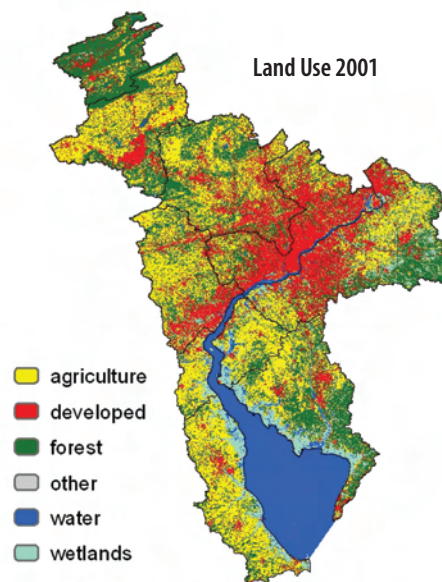 Land Use 2001
agriculture
developed
forest
other
water
wetlands